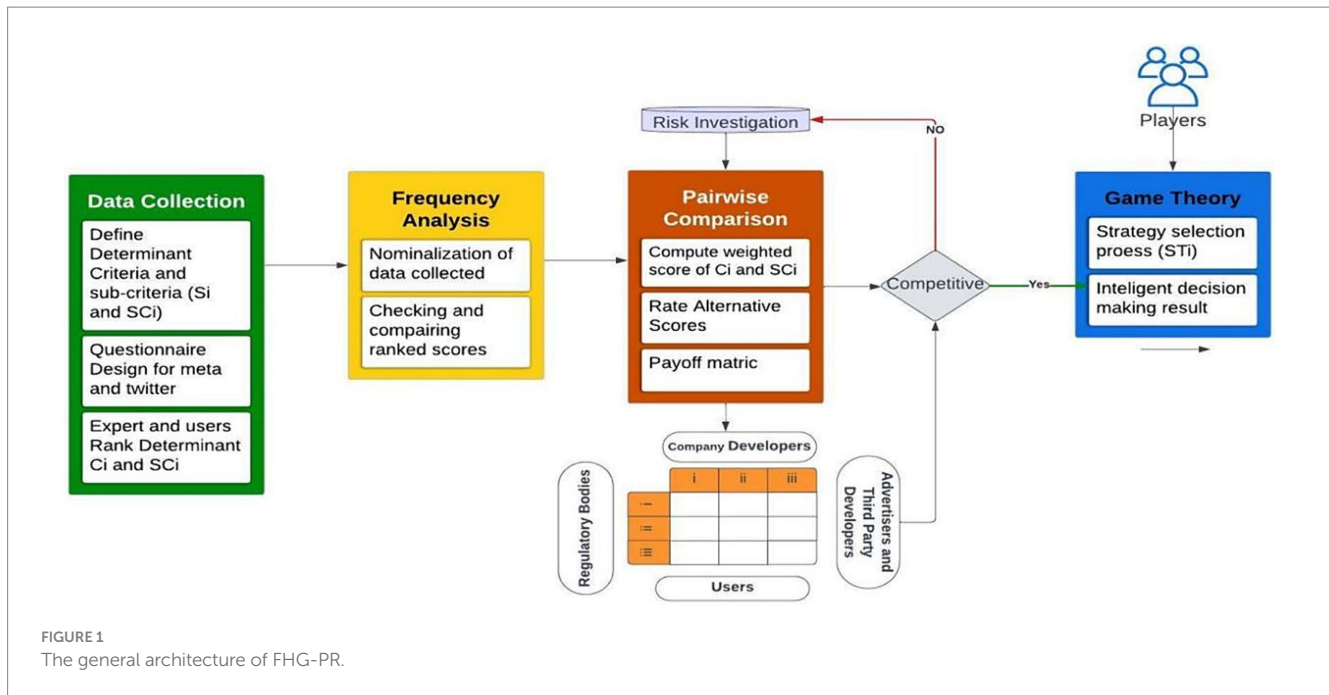 Data Collection
Define
Determinant
Criteria and
sub-criteria (Si
and SCi)
Questionnaire
Design for meta
and twitter
Expert and users
Rank Determinant
Ci and SCi
Frequency
Analysis
Nominalization of
data collected
Checking and
compairing
ranked scores
Risk Investigation
Pairwise
Comparison
Compute weighted
score of Ci and SCi
Rate Alternative
Scores
Payoff matric
Company Developers
Regulatory Bodies
i
ii
iii
i
ii
iii
Users
Advertisers and
Third Party
Developers
Competitive
NO
Yes
Players
Game Theory
Strategy selection
proess (STi)
Inteligent decision
making result
FIGURE 1
The general architecture of FHG-PR.